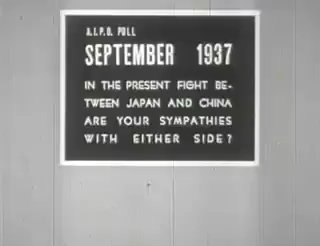 A.I.P.O. POLL
SEPTEMBER 1937
IN THE PRESENT FIGHT BE-
TWEEN JAPAN AND CHINA
ARE YOUR SYMPATHIES
WITH EITHER SIDE?